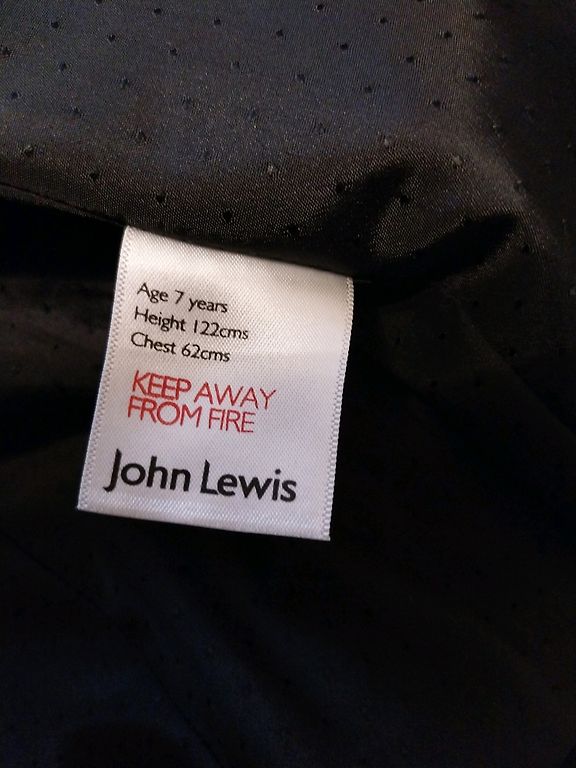 Age 7 years
Height 122cms
Chest 62cms
KEEP AWAY
FROM FIRE
John Lewis